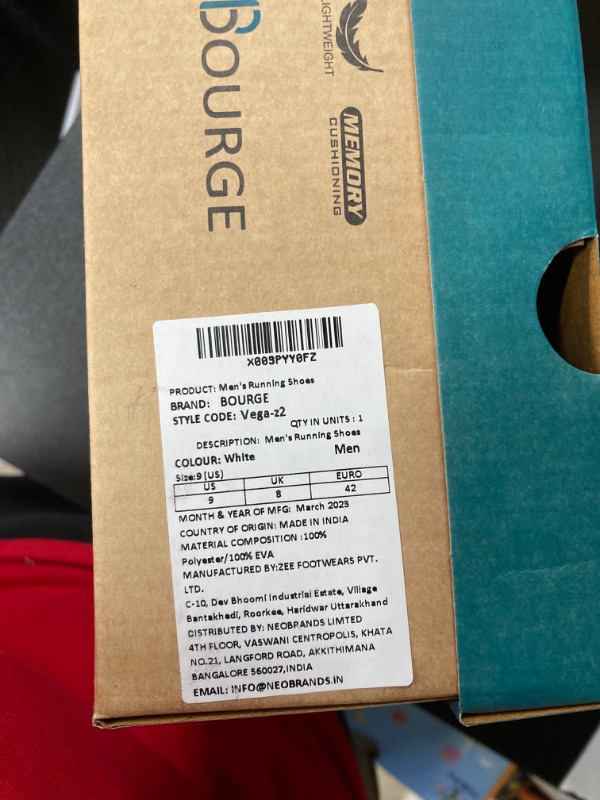 BOURGE
LIGHTWEIGHT
MEMORY
CUSHIONING
X003PYY0FZ
PRODUCT: Men's Running Shoes
BRAND: BOURGE
STYLE CODE: Vega-z2
QTY IN UNITS : 1
DESCRIPTION: Men's Running Shoes
COLOUR: White Men
Size:9 (US)
US UK EURO
9 8 42
MONTH & YEAR OF MFG: March 2023
COUNTRY OF ORIGIN: MADE IN INDIA
MATERIAL COMPOSITION :100%
Polyester/100% EVA
MANUFACTURED BY:ZEE FOOTWEARS PVT.
LTD.
C-10, Dev Bhoomi Industrial Estate, Village
Bantakhedi, Roorkee, Haridwar Uttarakhand
DISTRIBUTED BY: NEOBRANDS LIMTED
4TH FLOOR, VASWANI CENTROPOLIS, KHATA
NO.21, LANGFORD ROAD, AKKITHIMANA
BANGALORE 560027,INDIA
EMAIL: INFO@NEOBRANDS.IN